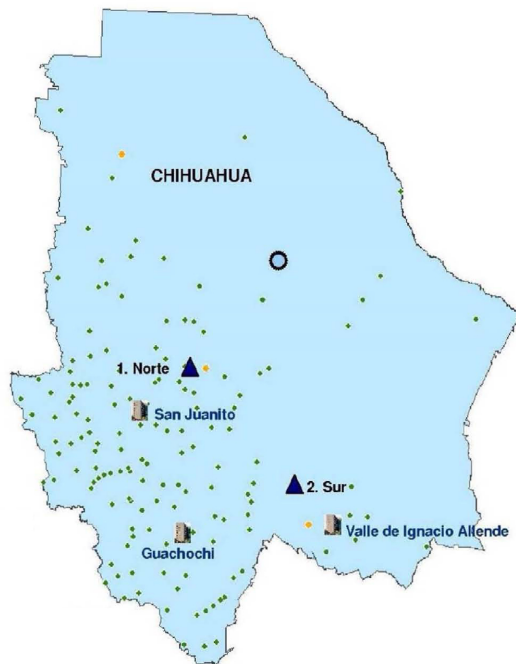 CHIHUAHUA
1. Norte
San Juanito
2. Sur
Valle de Ignacio Allende
Guachochi